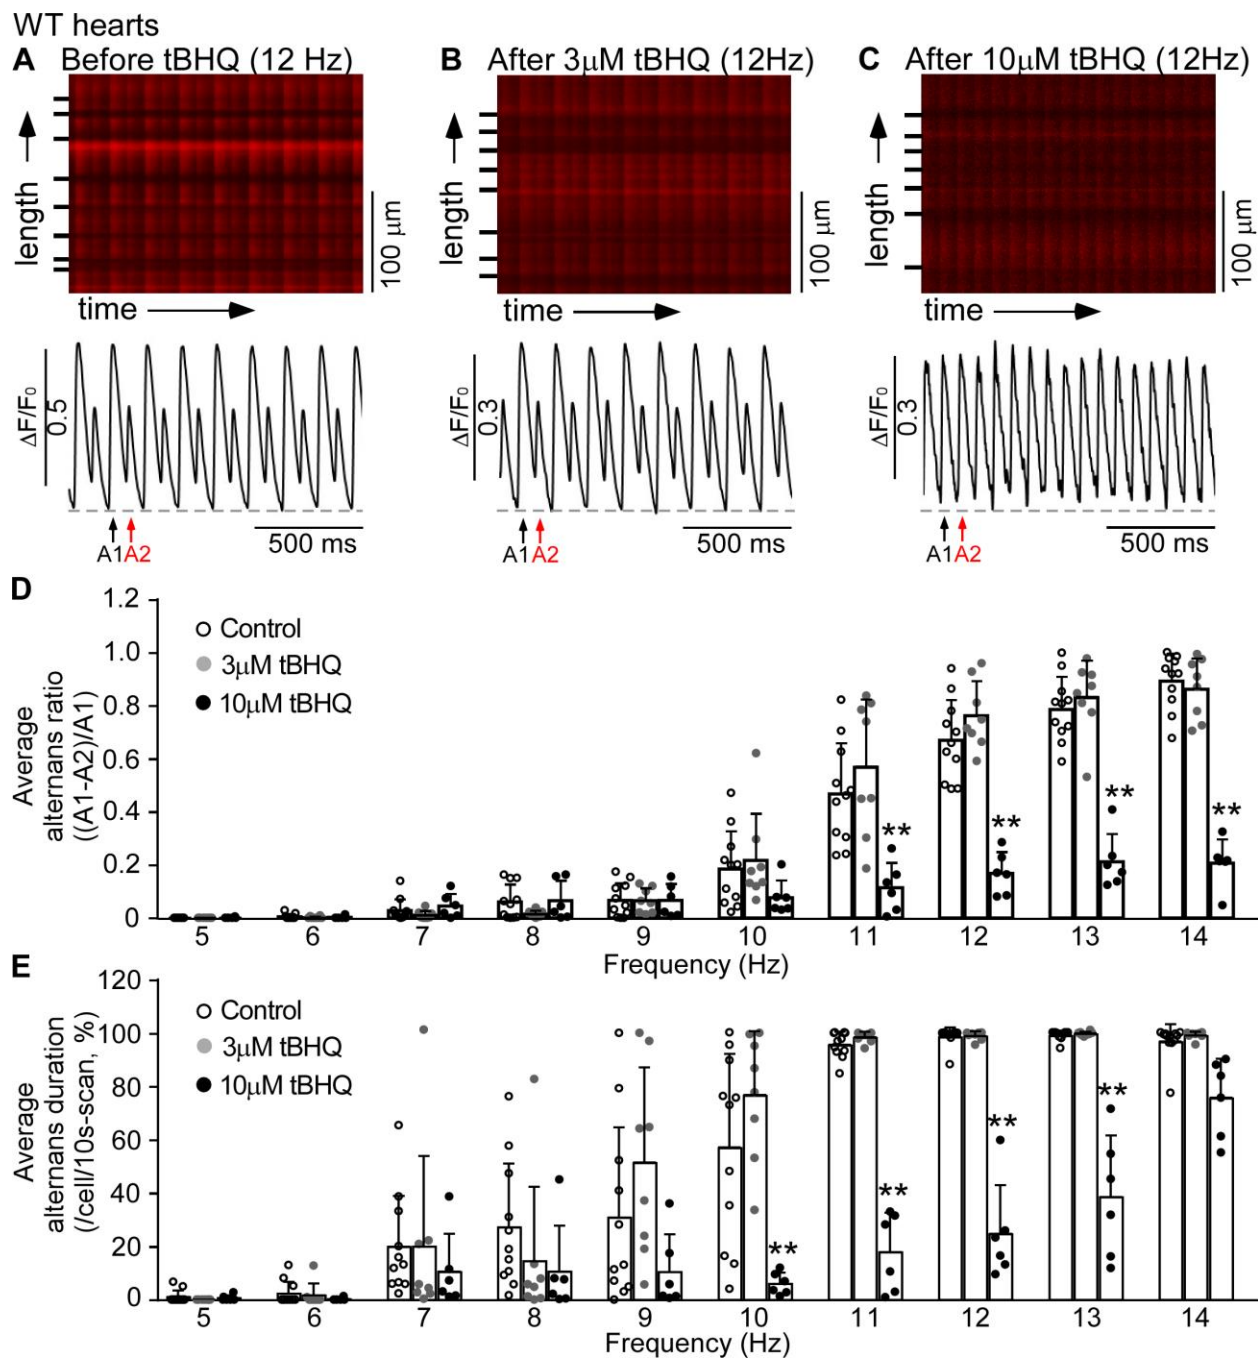 WT hearts
A Before tBHQ (12 Hz)
B After 3μM tBHQ (12Hz)
C After 10μM tBHQ (12Hz)
length
100 μm
length
100 μm
length
100 μm
time
time
time
ΔF/F0
0.5
ΔF/F0
0.3
ΔF/F0
0.3
A1 A2
500 ms
A1 A2
500 ms
A1 A2
500 ms
D
Average
alternans ratio
((A1-A2)/A1)
1.2
1.0
0.8
0.6
0.4
0.2
0
Control
3μM tBHQ
10μM tBHQ
** ** ** **
5 6 7 8 9 10 11 12 13 14
Frequency (Hz)
E
Average
alternans duration
(/cell/10s-scan, %)
120
100
80
60
40
20
0
Control
3μM tBHQ
10μM tBHQ
** ** ** **
5 6 7 8 9 10 11 12 13 14
Frequency (Hz)